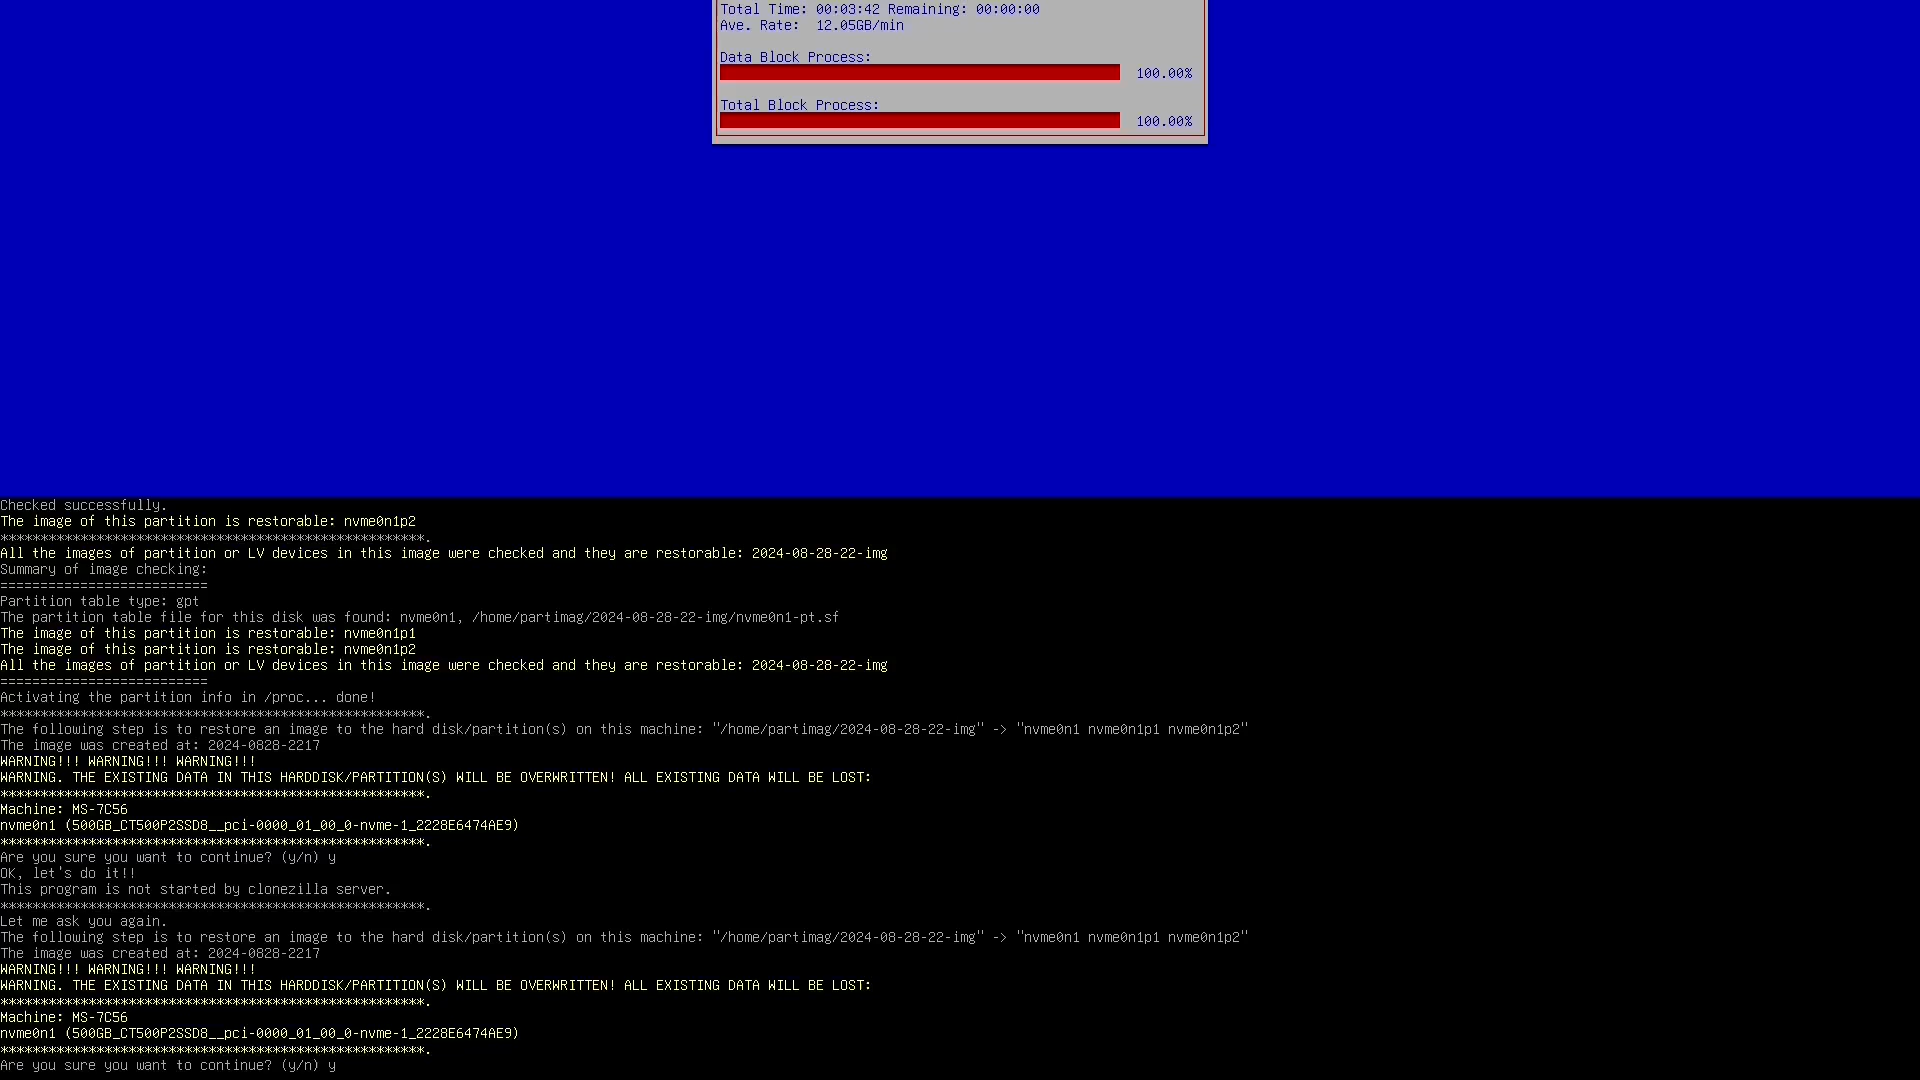 Total Time: 00:03:42 Remaining: 00:00:00
Ave. Rate:  12.05GB/min
Data Block Process:
100.00%
Total Block Process:
100.00%
Checked successfully.
The image of this partition is restorable: nvme0n1p2
*****************************************************.
All the images of partition or LV devices in this image were checked and they are restorable: 2024-08-28-22-img
Summary of image checking:
==========================
Partition table type: gpt
The partition table file for this disk was found: nvme0n1, /home/partimag/2024-08-28-22-img/nvme0n1-pt.sf
The image of this partition is restorable: nvme0n1p1
The image of this partition is restorable: nvme0n1p2
All the images of partition or LV devices in this image were checked and they are restorable: 2024-08-28-22-img
==========================
Activating the partition info in /proc... done!
*****************************************************.
The following step is to restore an image to the hard disk/partition(s) on this machine: "/home/partimag/2024-08-28-22-img" -> "nvme0n1 nvme0n1p1 nvme0n1p2"
The image was created at: 2024-0828-2217
WARNING!!! WARNING!!! WARNING!!!
WARNING. THE EXISTING DATA IN THIS HARDDISK/PARTITION(S) WILL BE OVERWRITTEN! ALL EXISTING DATA WILL BE LOST:
*****************************************************.
Machine: MS-7C56
nvme0n1 (500GB_CT500P2SSD8__pci-0000_01_00_0-nvme-1_2228E6474AE9)
*****************************************************.
Are you sure you want to continue? (y/n) y
OK, let's do it!!
This program is not started by clonezilla server.
*****************************************************.
Let me ask you again.
The following step is to restore an image to the hard disk/partition(s) on this machine: "/home/partimag/2024-08-28-22-img" -> "nvme0n1 nvme0n1p1 nvme0n1p2"
The image was created at: 2024-0828-2217
WARNING!!! WARNING!!! WARNING!!!
WARNING. THE EXISTING DATA IN THIS HARDDISK/PARTITION(S) WILL BE OVERWRITTEN! ALL EXISTING DATA WILL BE LOST:
*****************************************************.
Machine: MS-7C56
nvme0n1 (500GB_CT500P2SSD8__pci-0000_01_00_0-nvme-1_2228E6474AE9)
*****************************************************.
Are you sure you want to continue? (y/n) y